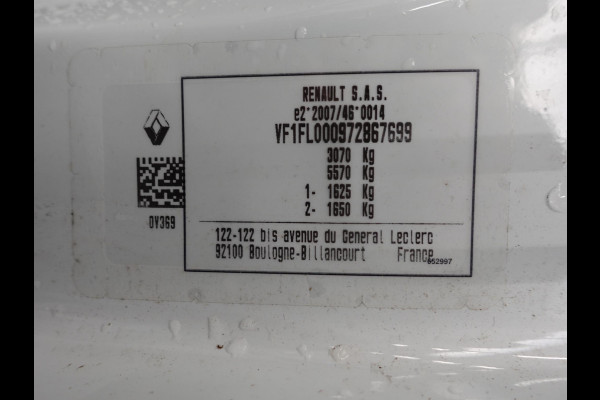 RENAULT S.A.S.
e2*2007/46*0014
VF1FL000972867699
3070 Kg
5570 Kg
1- 1625 Kg
2- 1650 Kg
0V369
122-122 bis avenue du General Leclerc
92100 Boulogne-Billancourt France
852997